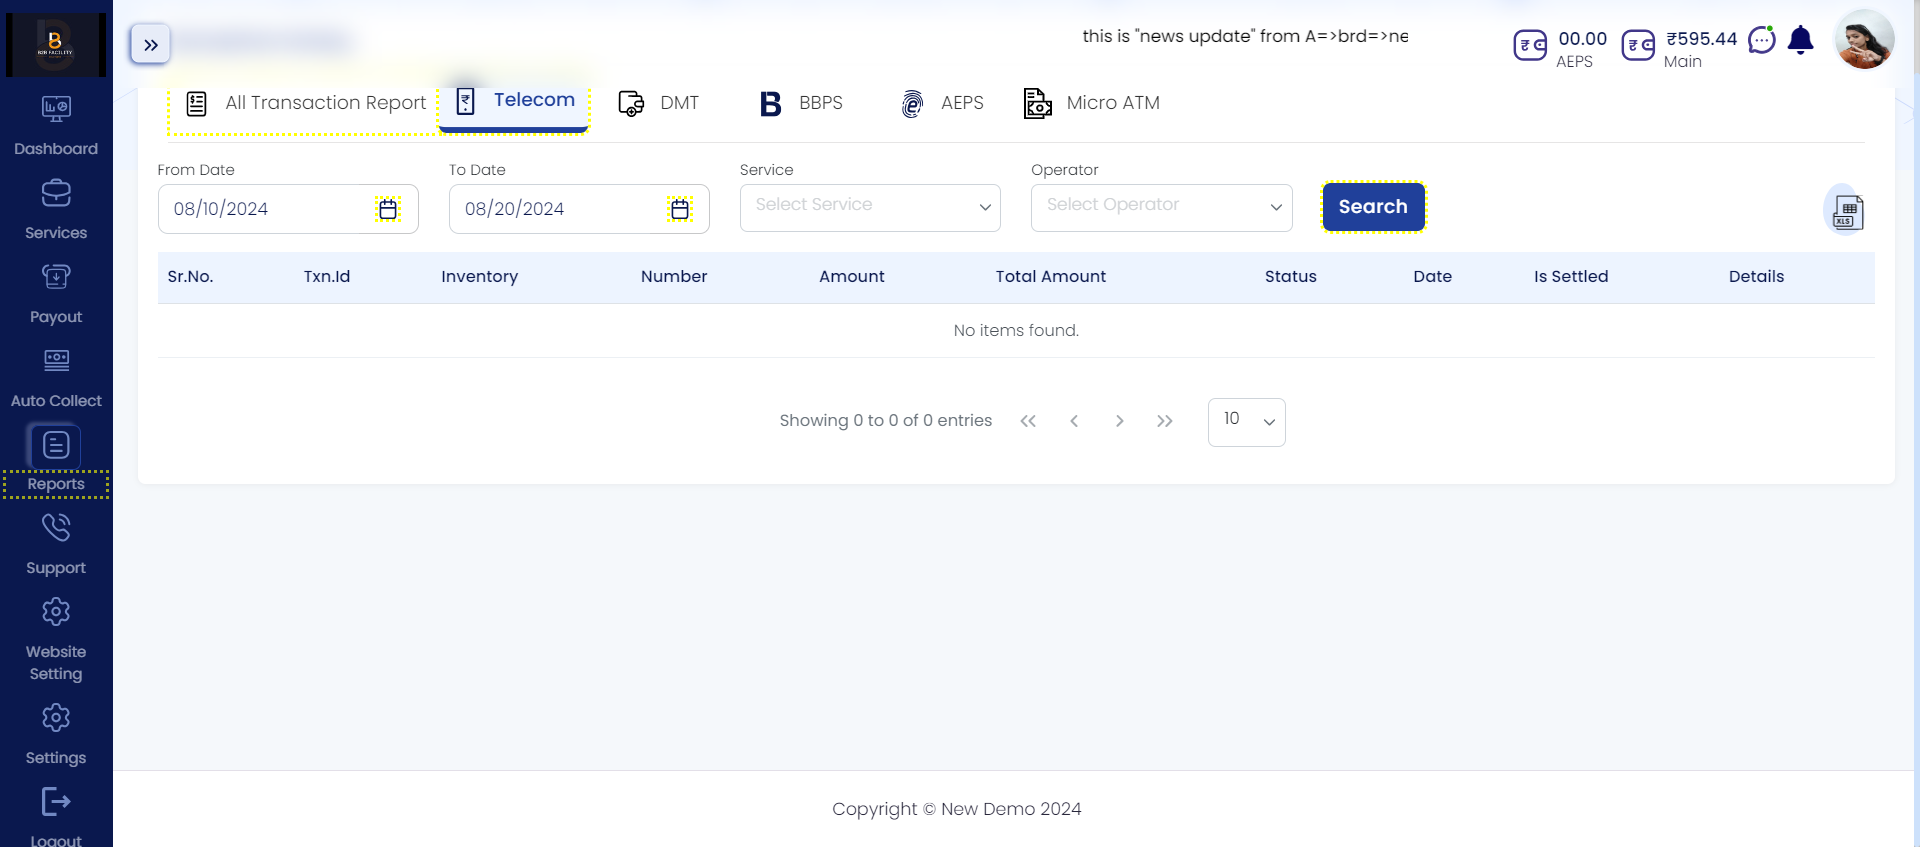 B2B FACILITY
this is "news update" from A=>brd=>ne
₹ 00.00
AEPS
₹ ₹595.44
Main
Dashboard
Services
Payout
Auto Collect
Reports
Support
Website
Setting
Settings
Logout
All Transaction Report
Telecom
DMT
B BBPS
AEPS
Micro ATM
From Date
To Date
Service
Operator
08/10/2024
08/20/2024
Select Service
Select Operator
Search
XLS
Sr.No. Txn.Id Inventory Number Amount Total Amount Status Date Is Settled Details
No items found.
Showing 0 to 0 of 0 entries
10
Copyright © New Demo 2024